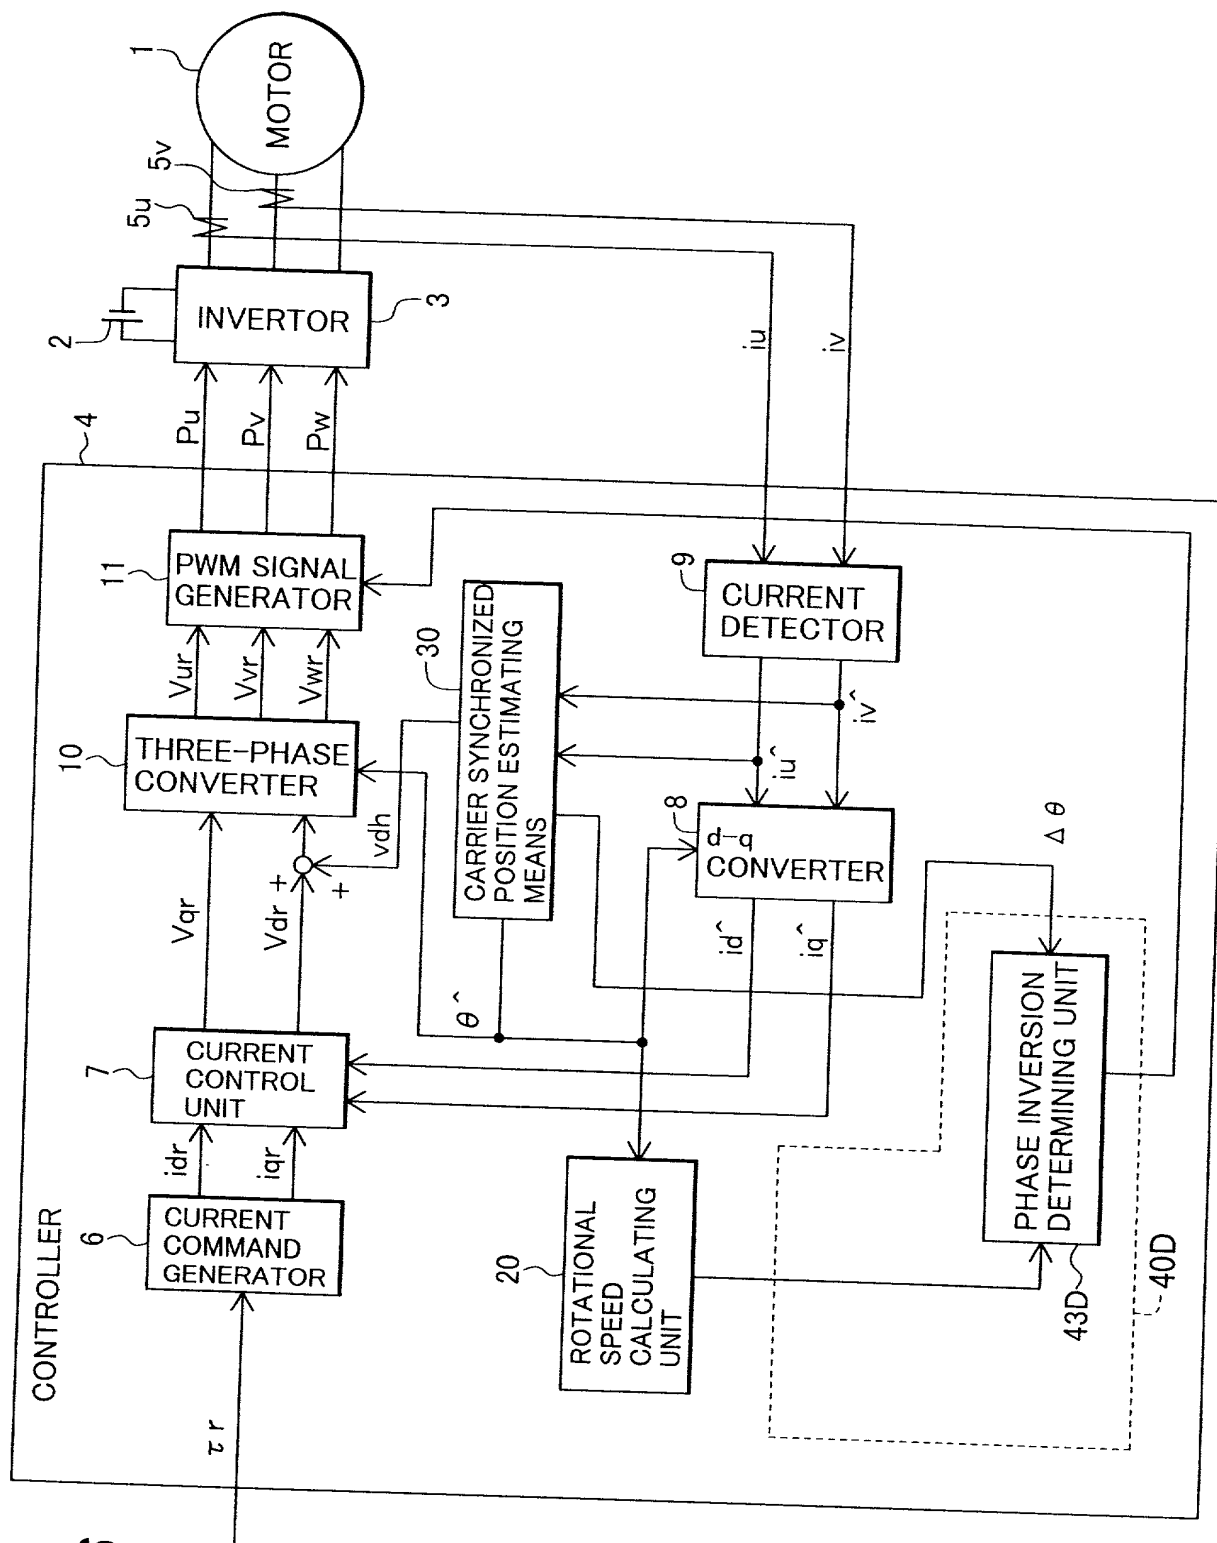 1
MOTOR
5v
5u
2
INVERTOR
3
iu
iv
4
Pu
Pv
Pw
11
PWM SIGNAL
GENERATOR
9
CURRENT
DETECTOR
30
CARRIER SYNCHRONIZED
POSITION ESTIMATING
MEANS
Vur
Vvr
Vwr
iv^
iu^
10
THREE-PHASE
CONVERTER
8
d-q
CONVERTER
vdh
Δθ
+
+
Vqr
Vdr
id^
iq^
θ^
7
CURRENT
CONTROL
UNIT
PHASE INVERSION
DETERMINING UNIT
idr
iqr
CONTROLLER
6
CURRENT
COMMAND
GENERATOR
20
ROTATIONAL
SPEED
CALCULATING
UNIT
43D
40D
τr